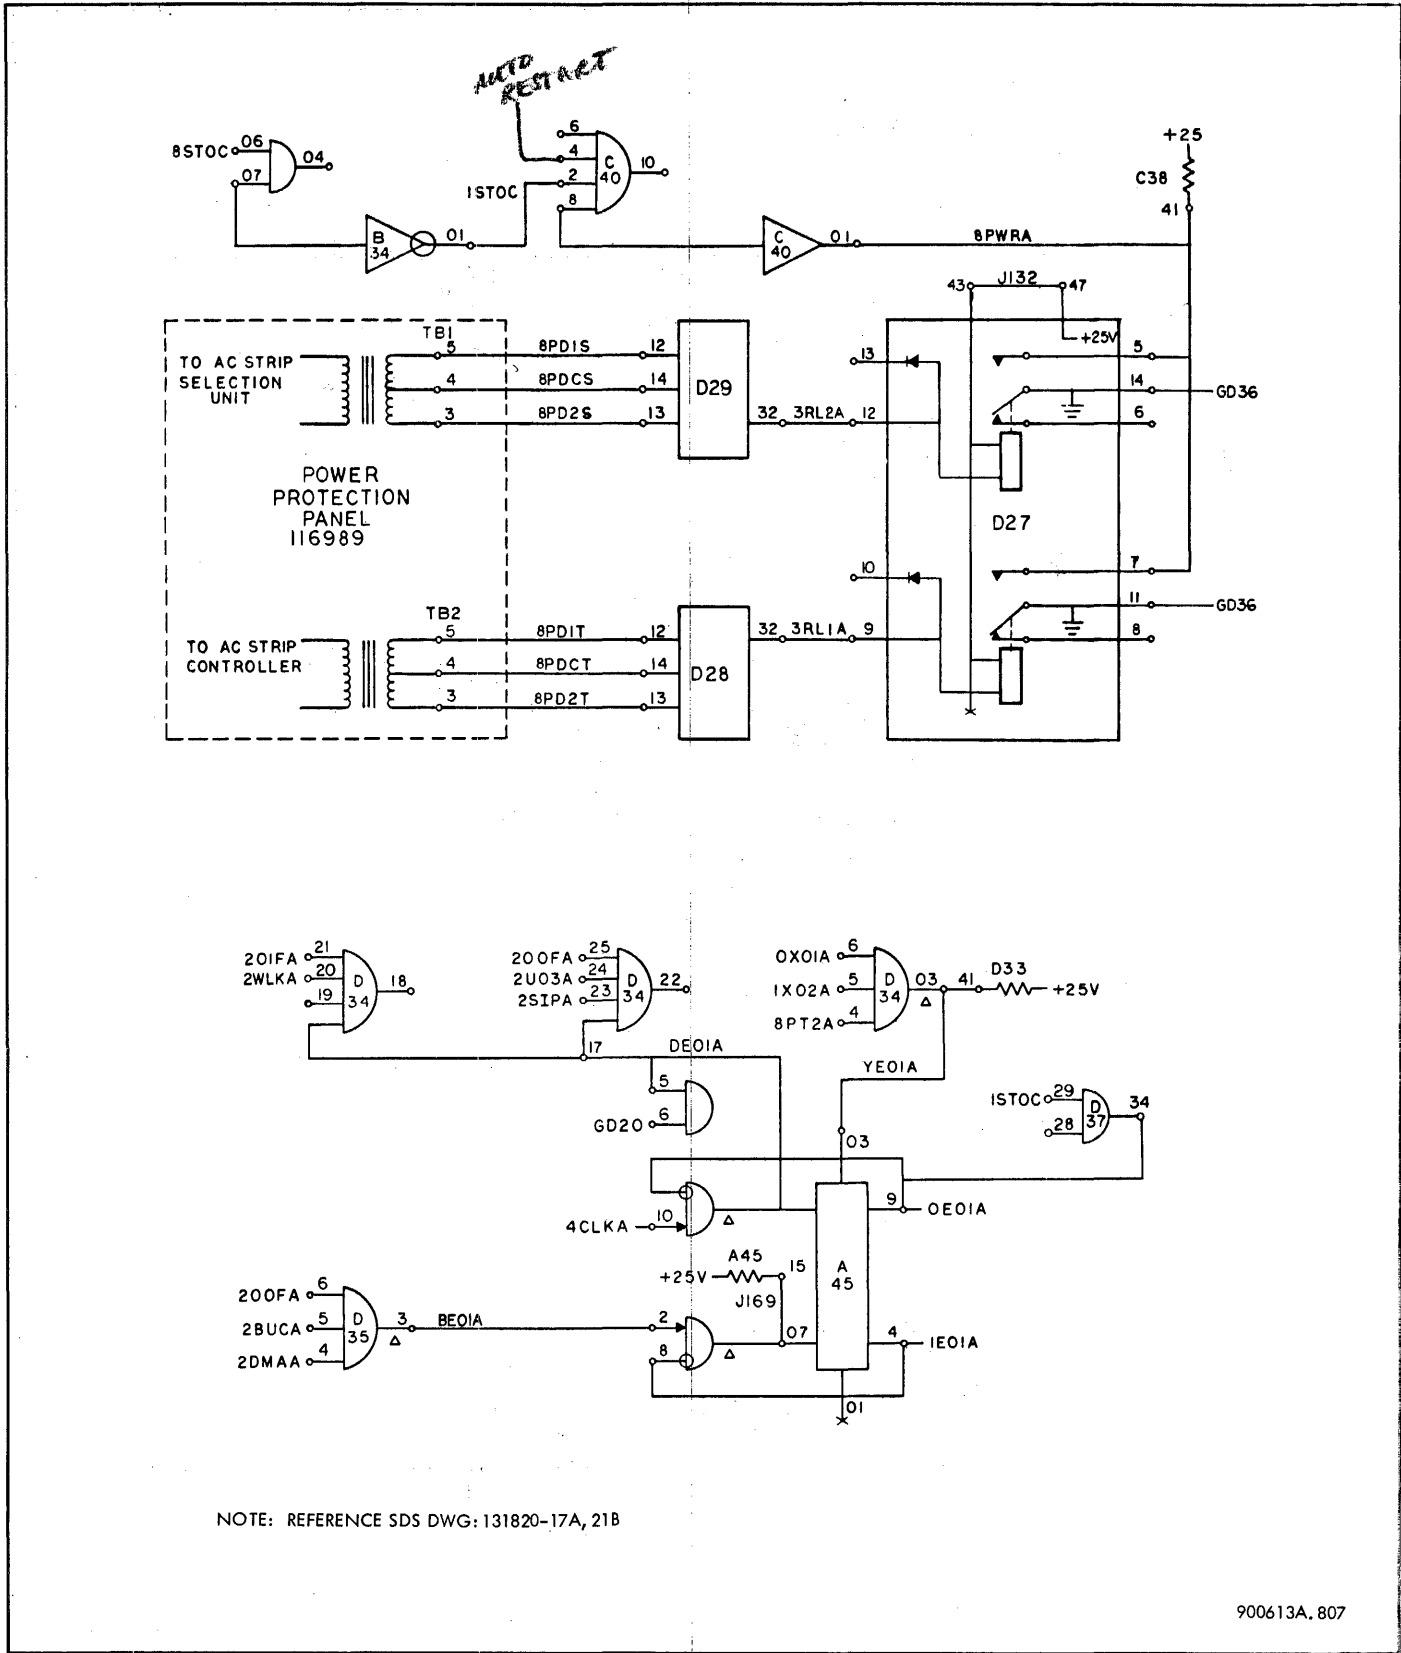 AUTO
RESTART
8STOC 06
07
04
B
34
01
1STOC
6
4
2
8
C
40
10
C
40
01
8PWRA
+25
C38
41
43 J132 47
+25V
TO AC STRIP
SELECTION
UNIT
TB1
5 8PD1S 12
4 8PDCS 14
3 8PD2S 13
D29
32 3RL2A 12
13
5
14 GD36
6
POWER
PROTECTION
PANEL
116989
D27
TO AC STRIP
CONTROLLER
TB2
5 8PD1T 12
4 8PDCT 14
3 8PD2T 13
D28
32 3RL1A 9
10
7
11 GD36
8
201FA 21
2WLKA 20
19
D
34
18
200FA 25
2U03A 24
2SIPA 23
D
34
22
17
0X01A 6
1X02A 5
8PT2A 4
D
34
03
41
D33
+25V
DE01A
YE01A
5
GD20 6
1STOC 29
28
D
37
34
03
4CLKA 10
9 0E01A
A45
+25V
15
J169
A
45
200FA 6
2BUCA 5
2DMAA 4
D
35
3 BE01A 2
8
07
4 1E01A
01
NOTE: REFERENCE SDS DWG: 131820-17A, 21B
900613A. 807